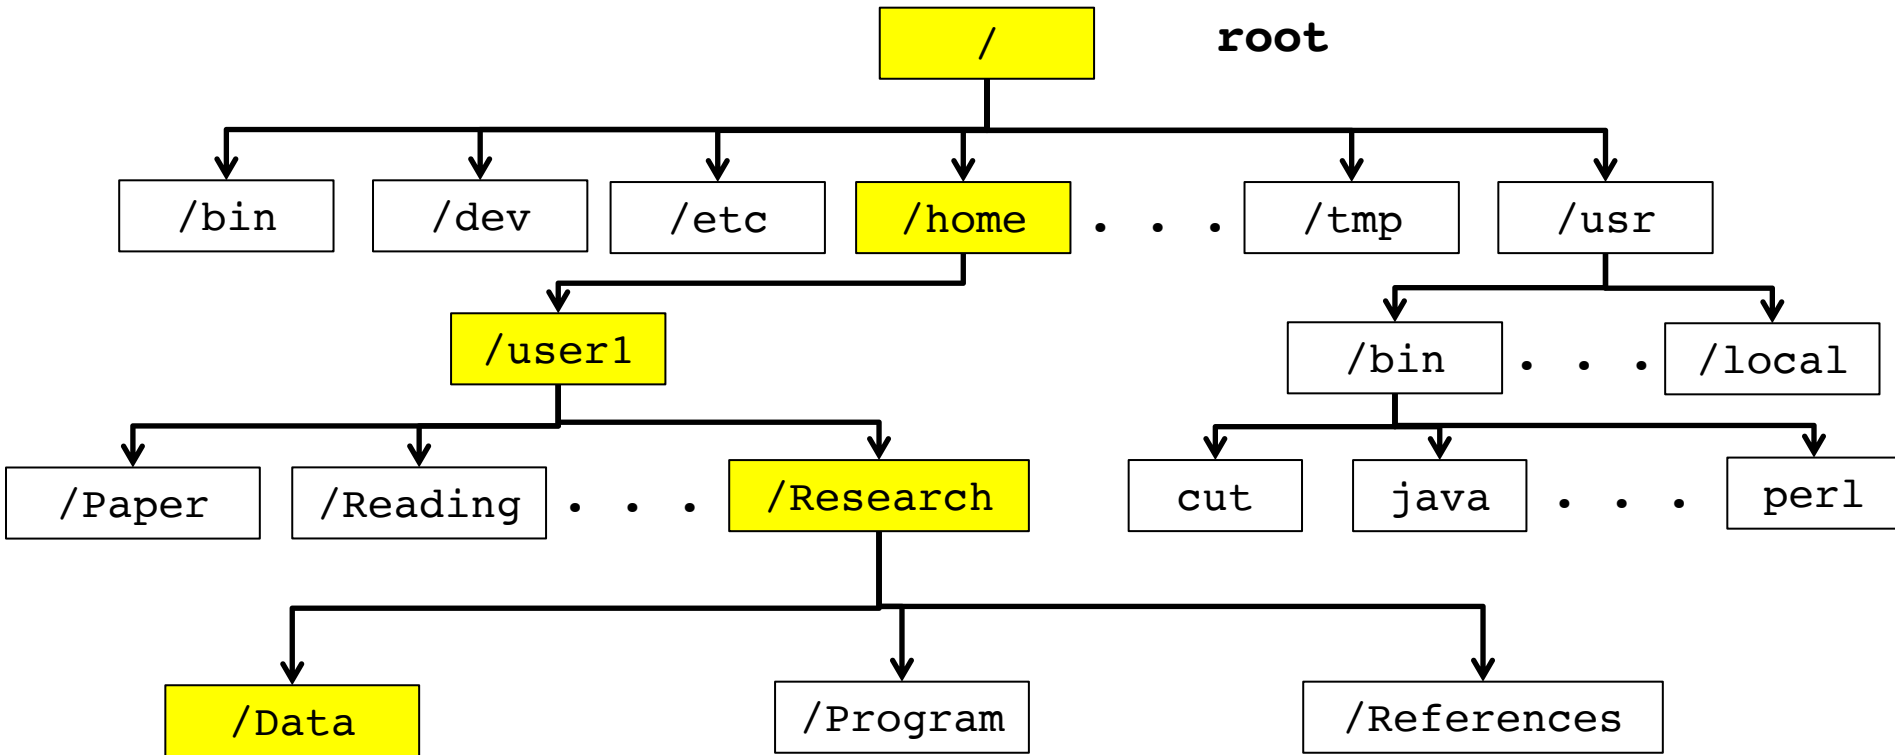 / root
/bin /dev /etc /home . . . /tmp /usr
/user1 /bin . . . /local
/Paper /Reading . . . /Research cut java . . . perl
/Data /Program /References